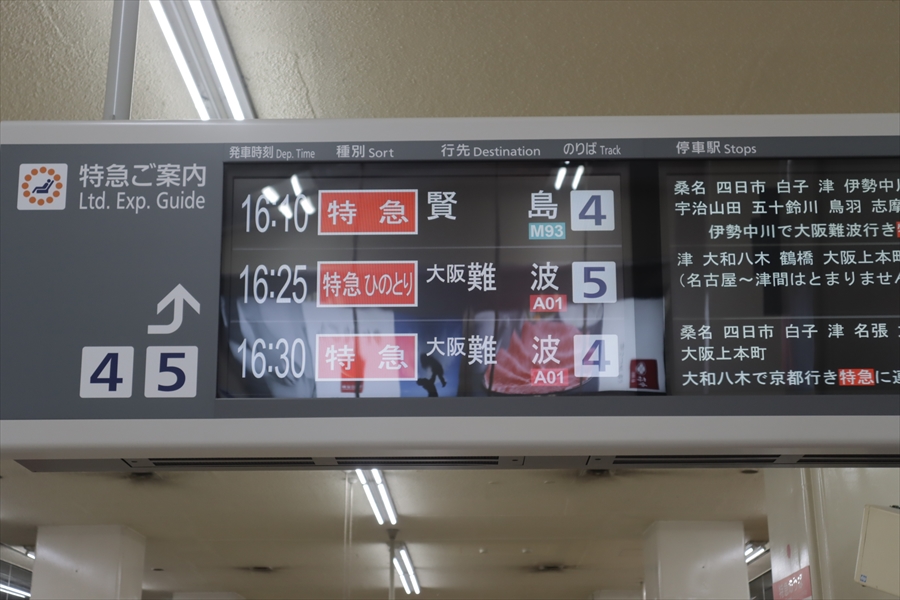 発車時刻 Dep. Time 種別 Sort 行先 Destination のりば Track 停車駅 Stops
特急ご案内
Ltd. Exp. Guide
16:10 特急 賢島 M93 4
桑名 四日市 白子 津 伊勢中川
宇治山田 五十鈴川 鳥羽 志摩
伊勢中川で大阪難波行き
16:25 特急ひのとり 大阪難波 A01 5
津 大和八木 鶴橋 大阪上本町
(名古屋~津間はとまりません
16:30 特急 大阪難波 A01 4
桑名 四日市 白子 津 名張
大阪上本町
大和八木で京都行き特急に
4 5